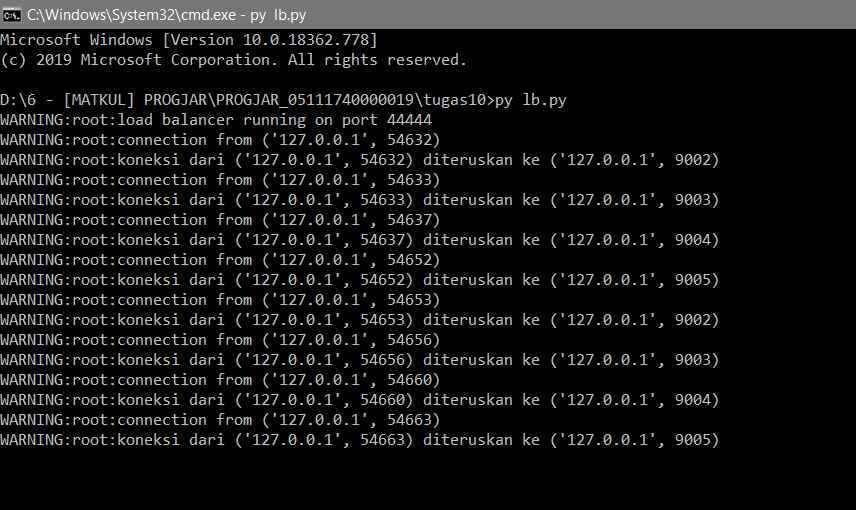 C:\Windows\System32\cmd.exe - py  lb.py
Microsoft Windows [Version 10.0.18362.778]
(c) 2019 Microsoft Corporation. All rights reserved.
D:\6 - [MATKUL] PROGJAR\PROGJAR_05111740000019\tugas10>py lb.py
WARNING:root:load balancer running on port 44444
WARNING:root:connection from ('127.0.0.1', 54632)
WARNING:root:koneksi dari ('127.0.0.1', 54632) diteruskan ke ('127.0.0.1', 9002)
WARNING:root:connection from ('127.0.0.1', 54633)
WARNING:root:koneksi dari ('127.0.0.1', 54633) diteruskan ke ('127.0.0.1', 9003)
WARNING:root:connection from ('127.0.0.1', 54637)
WARNING:root:koneksi dari ('127.0.0.1', 54637) diteruskan ke ('127.0.0.1', 9004)
WARNING:root:connection from ('127.0.0.1', 54652)
WARNING:root:koneksi dari ('127.0.0.1', 54652) diteruskan ke ('127.0.0.1', 9005)
WARNING:root:connection from ('127.0.0.1', 54653)
WARNING:root:koneksi dari ('127.0.0.1', 54653) diteruskan ke ('127.0.0.1', 9002)
WARNING:root:connection from ('127.0.0.1', 54656)
WARNING:root:koneksi dari ('127.0.0.1', 54656) diteruskan ke ('127.0.0.1', 9003)
WARNING:root:connection from ('127.0.0.1', 54660)
WARNING:root:koneksi dari ('127.0.0.1', 54660) diteruskan ke ('127.0.0.1', 9004)
WARNING:root:connection from ('127.0.0.1', 54663)
WARNING:root:koneksi dari ('127.0.0.1', 54663) diteruskan ke ('127.0.0.1', 9005)